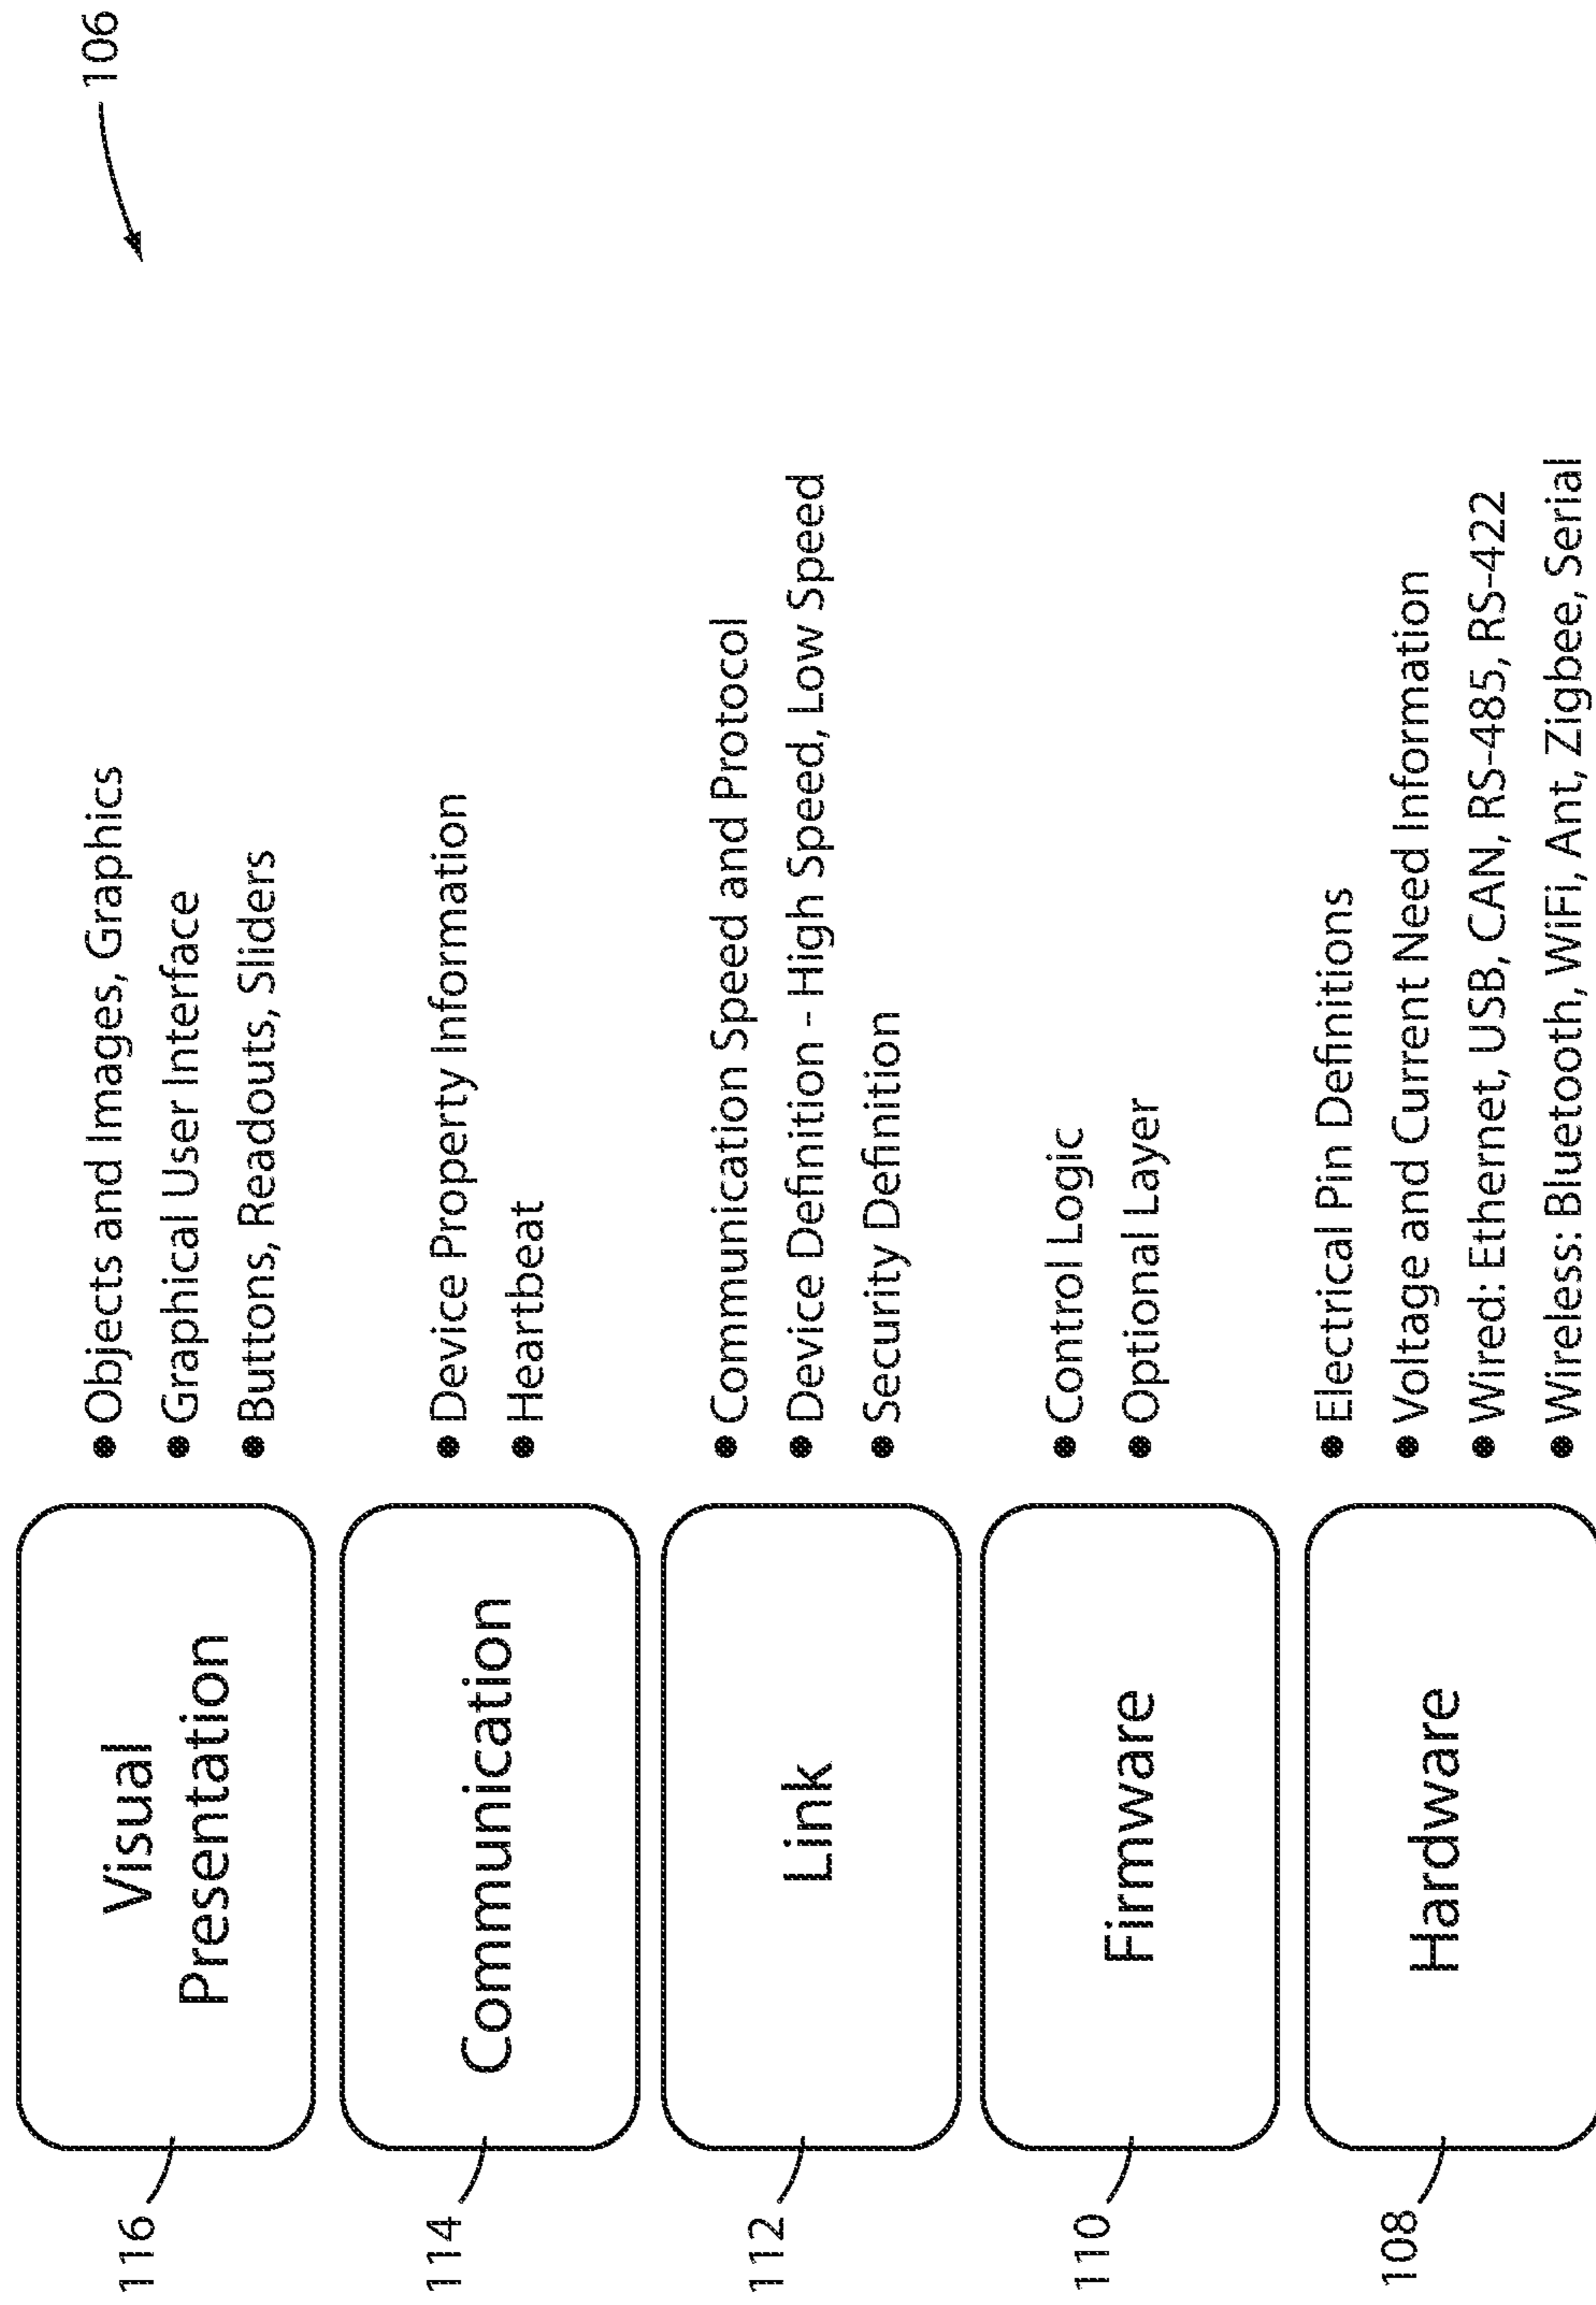 106
116
Visual
Presentation
● Objects and Images, Graphics
● Graphical User Interface
● Buttons, Readouts, Sliders
114
Communication
● Device Property Information
● Heartbeat
112
Link
● Communication Speed and Protocol
● Device Definition - High Speed, Low Speed
● Security Definition
110
Firmware
● Control Logic
● Optional Layer
108
Hardware
● Electrical Pin Definitions
● Voltage and Current Need Information
● Wired: Ethernet, USB, CAN, RS-485, RS-422
● Wireless: Bluetooth, WiFi, Ant, Zigbee, Serial